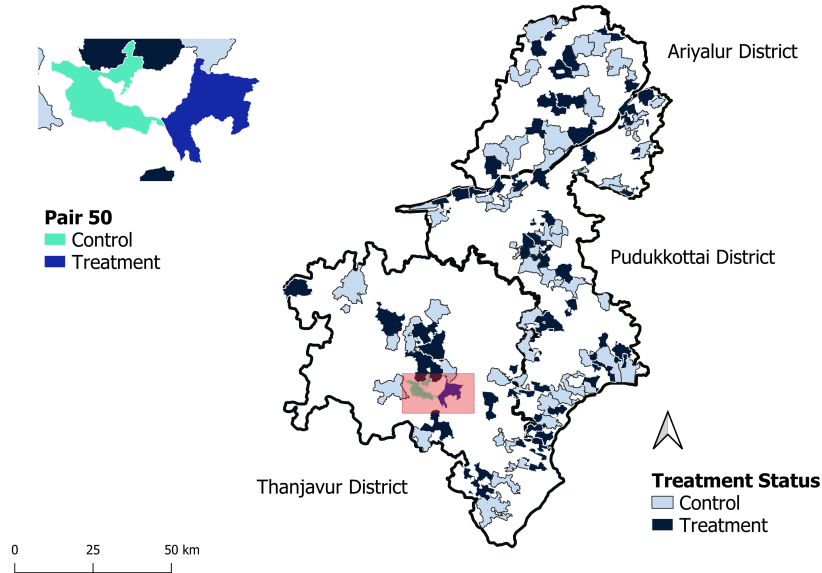 Ariyalur District
Pair 50
Control
Treatment
Pudukkottai District
Thanjavur District
Treatment Status
Control
Treatment
0 25 50 km